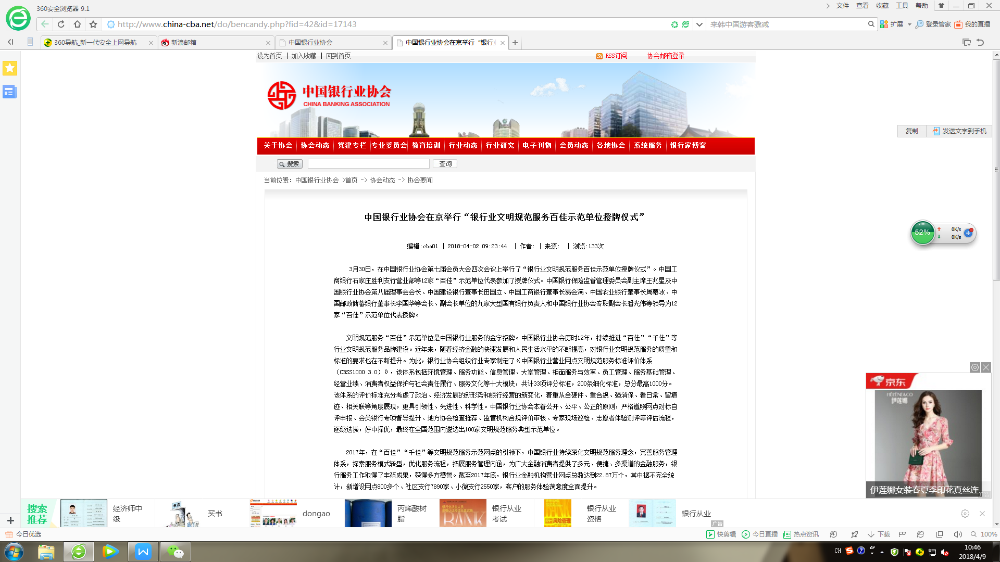 360安全浏览器 9.1
文件 查看 收藏 工具 帮助
http://www.china-cba.net/do/bencandy.php?fid=42&id=17143
来韩中国游客骤减
扩展 登录管家 我的直播
360导航_新一代安全上网导航
新浪邮箱
中国银行业协会
中国银行业协会在京举行“银行业
设为首页 | 加入收藏 | 回到首页
RSS订阅 协会邮箱登录
中国银行业协会
CHINA BANKING ASSOCIATION
复制 发送文字到手机
关于协会 协会动态 党建专栏 专业委员会 教育培训 行业动态 行业研究 电子刊物 会员动态 各地协会 系统服务 银行家博客
搜索 查询
当前位置：中国银行业协会 >首页 -> 协会动态 -> 协会要闻
中国银行业协会在京举行“银行业文明规范服务百佳示范单位授牌仪式”
编辑:cba01 | 2018-04-02 09:23:44 | 作者: | 来源: | 浏览:133次
52% 0K/s
0K/s
3月30日，在中国银行业协会第七届会员大会四次会议上举行了“银行业文明规范服务百佳示范单位授牌仪式”。中国工
商银行石家庄胜利支行营业部等12家“百佳”示范单位代表参加了授牌仪式。中国银行保险监督管理委员会副主席王兆星及中
国银行业协会第八届理事会会长、中国建设银行董事长田国立、中国工商银行董事长易会满、中国农业银行董事长周慕冰、中
国邮政储蓄银行董事长李国华等会长、副会长单位的九家大型国有银行负责人和中国银行业协会专职副会长潘光伟等领导为12
家“百佳”示范单位代表授牌。
文明规范服务“百佳”示范单位是中国银行业服务的金字招牌。中国银行业协会历时12年，持续推进“百佳”“千佳”等
行业文明规范服务品牌建设。近年来，随着经济金融的快速发展和人民生活水平的不断提高，对银行业文明规范服务的质量和
标准的要求也在不断提升。为此，银行业协会组织行业专家制定了《中国银行业营业网点文明规范服务标准评价体系
（CBSS1000 3.0）》，该体系包括环境管理、服务功能、信息管理、大堂管理、柜面服务与效率、员工管理、服务基础管理、
经营业绩、消费者权益保护与社会责任履行、服务文化等十大模块，共计33项评分标准，200条细化标准，总分最高1000分。
该体系的评价标准充分考虑了政治、经济发展的新形势和银行经营的新变化，着重从合硬件、重合规、强消保、看日常、留痕
迹、相关联等角度展现，更具引领性、先进性、科学性。中国银行业协会本着公开、公平、公正的原则，严格遵照网点对标自
评申报、会员银行专项督导提升、地方协会检查推荐、监管机构合规评价审核、专家现场巡检、志愿者体验测评等评估流程，
逐级选拔，好中择优，最终在全国范围内遴选出100家文明规范服务典型示范单位。
2017年，在“百佳”“千佳”等文明规范服务示范网点的引领下，中国银行业持续深化文明规范服务理念，完善服务管理
体系，探索服务模式转型，优化服务流程，拓展服务管理内涵，为广大金融消费者提供了多元、便捷、多渠道的金融服务，银
行服务工作取得了丰硕成果，获得多方赞誉。截至2017年底，银行业金融机构营业网点总数达到22.87万个，其中据不完全统
计，新增设网点800多个、社区支行7890家、小微支行2550家，客户的服务体验满意度全面提升。
京东
HELENE&CO
伊莲娜
伊莲娜女装春夏季印花真丝连...
搜索
推荐
经济师中
级
书店
买书
dongao
丙烯酸树
脂
BANK
银行从业
考试
风险管理
银行从业
资格
银行从业
广告
今日优选
快剪辑 今日直播 热点资讯 下载 100%
CH
10:46
2018/4/9